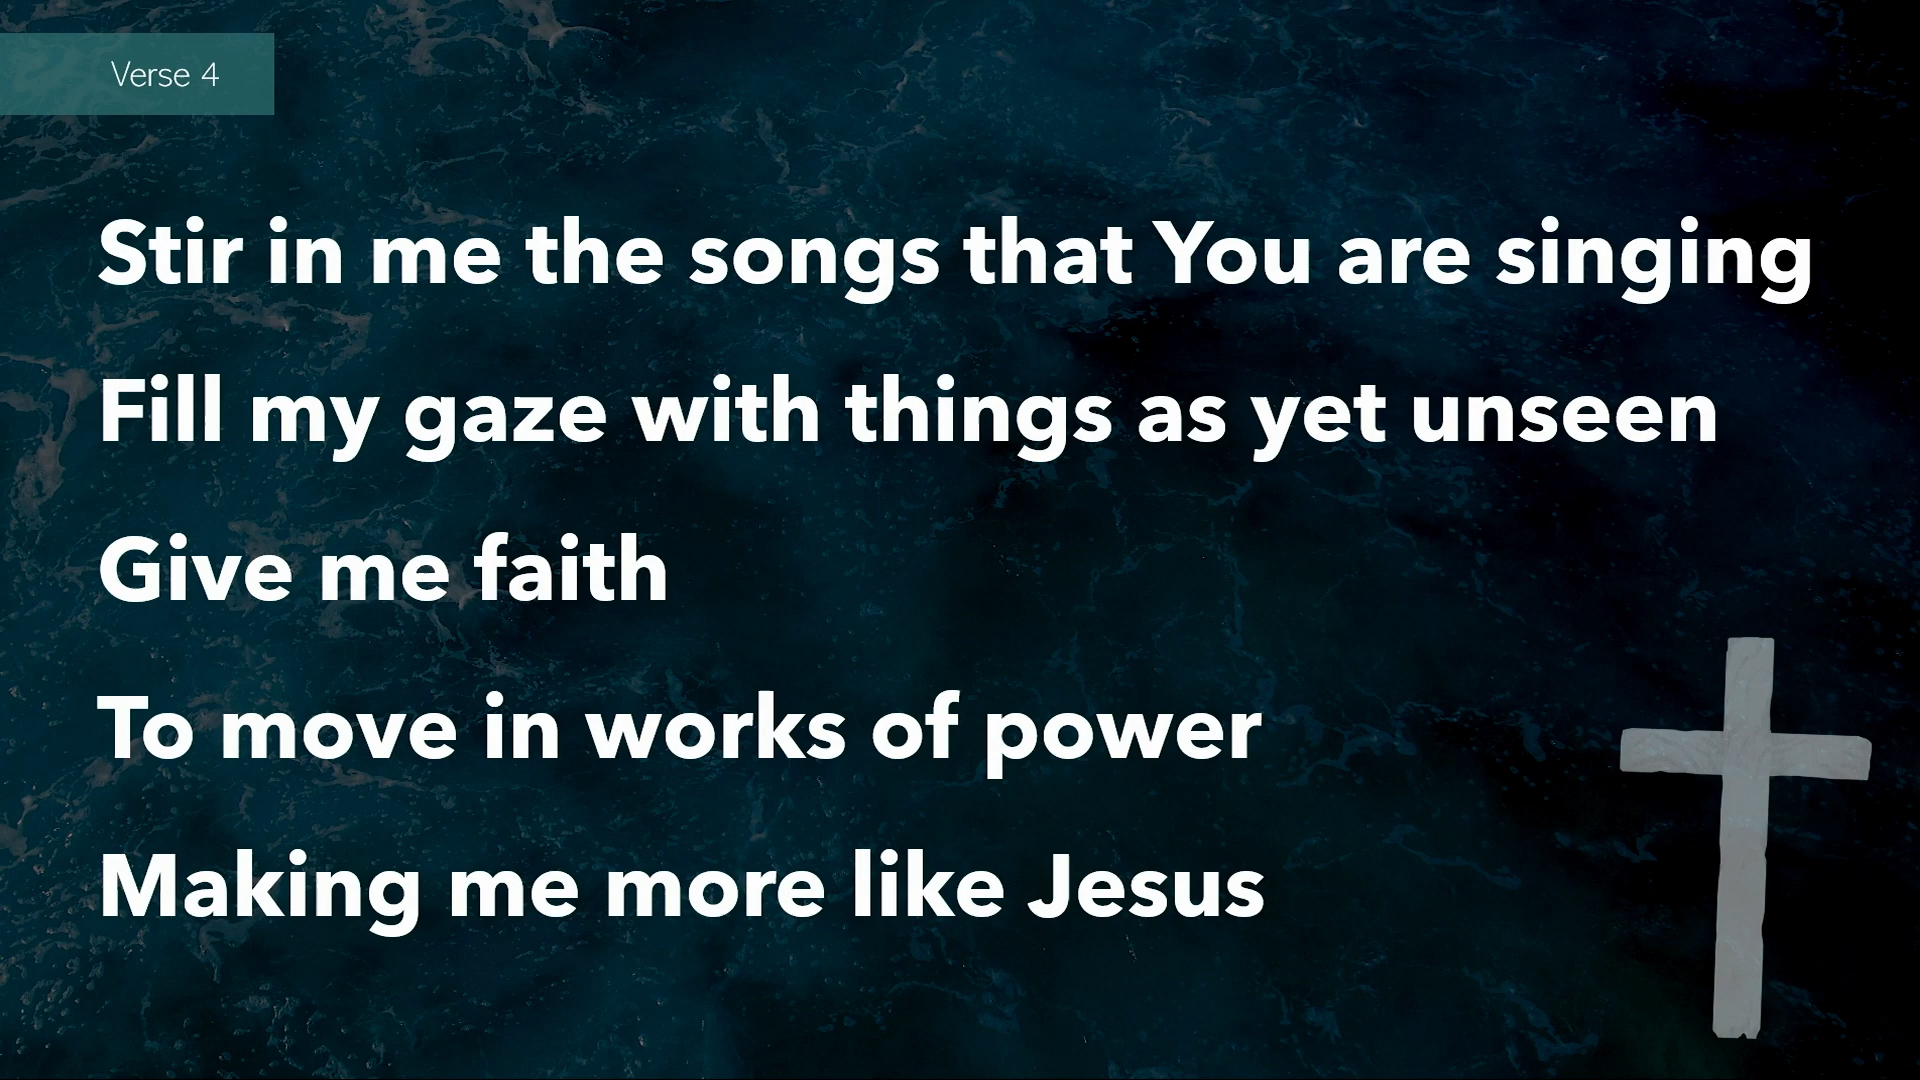 Verse 4
Stir in me the songs that You are singing
Fill my gaze with things as yet unseen
Give me faith
To move in works of power
Making me more like Jesus